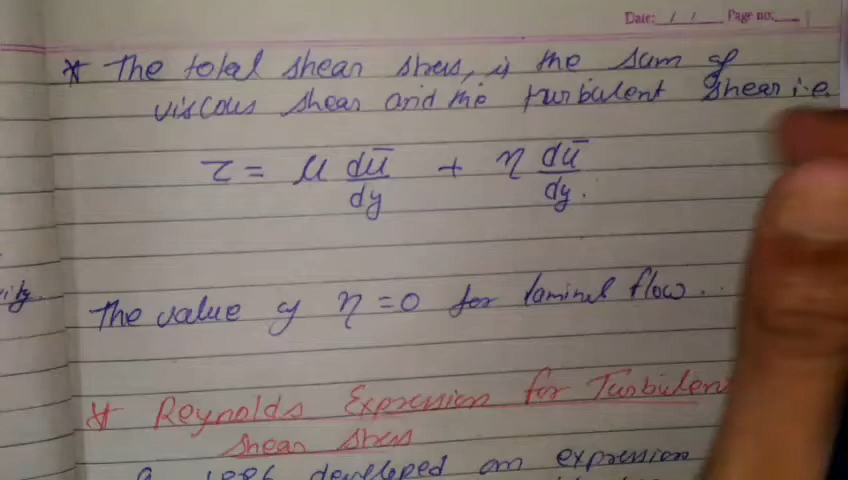 Date: / / Page no:
* The total shear stress, is the sum of
viscous shear and the turbulent shear i.e.
τ = μ dū/dy + η dū/dy.
ity.
The value of η = 0 for laminar flow..
* Reynolds Expression for Turbulent
shear stress
developed an expression